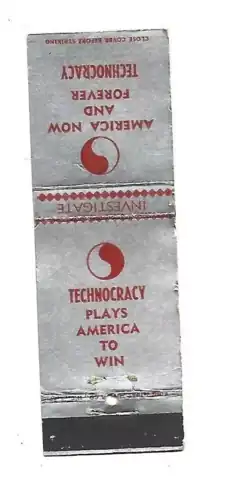 CLOSE COVER BEFORE STRIKING
TECHNOCRACY
FOREVER
AND
AMERICA NOW
INVESTIGATE
TECHNOCRACY
PLAYS
AMERICA
TO
WIN